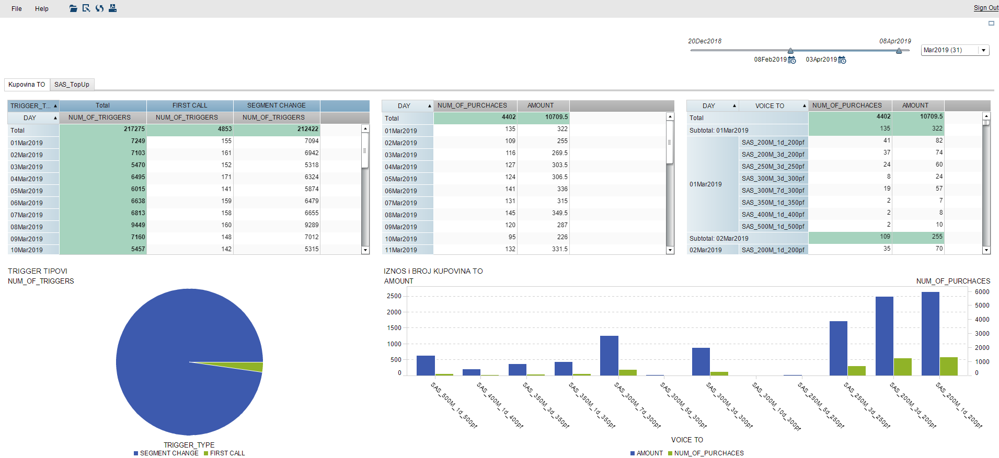 File Help
Sign Out
20Dec2018 08Apr2019
Mar2019 (31)
08Feb2019 03Apr2019
Kupovina TO SAS_TopUp
TRIGGER_T... Total FIRST CALL SEGMENT CHANGE
DAY NUM_OF_TRIGGERS NUM_OF_TRIGGERS NUM_OF_TRIGGERS
Total 217275 4853 212422
01Mar2019 7249 155 7094
02Mar2019 7103 161 6942
03Mar2019 5470 152 5318
04Mar2019 6495 171 6324
05Mar2019 6015 141 5874
06Mar2019 6638 159 6479
07Mar2019 6813 158 6655
08Mar2019 9449 160 9289
09Mar2019 7160 148 7012
10Mar2019 5457 142 5315
DAY NUM_OF_PURCHACES AMOUNT
Total 4402 10709.5
01Mar2019 135 322
02Mar2019 109 255
03Mar2019 116 269.5
04Mar2019 127 303.5
05Mar2019 124 306.5
06Mar2019 141 336
07Mar2019 131 315
08Mar2019 145 349.5
09Mar2019 120 287
10Mar2019 95 226
11Mar2019 132 331.5
DAY VOICE TO NUM_OF_PURCHACES AMOUNT
Total 4402 10709.5
Subtotal: 01Mar2019 135 322
SAS_200M_1d_200pf 41 82
SAS_200M_3d_200pf 37 74
SAS_250M_3d_250pf 24 60
SAS_300M_3d_300pf 8 24
01Mar2019
SAS_300M_7d_300pf 19 57
SAS_350M_1d_350pf 2 7
SAS_400M_1d_400pf 2 8
SAS_500M_1d_500pf 2 10
Subtotal: 02Mar2019 109 255
02Mar2019 SAS_200M_1d_200pf 35 70
TRIGGER TIPOVI
NUM_OF_TRIGGERS
TRIGGER_TYPE
SEGMENT CHANGE FIRST CALL
IZNOS i BROJ KUPOVINA TO
AMOUNT NUM_OF_PURCHACES
2500
2000
1500
1000
500
0
6000
5000
4000
3000
2000
1000
0
SAS_500M_1d_500pf
SAS_400M_1d_400pf
SAS_350M_3d_350pf
SAS_350M_1d_350pf
SAS_300M_7d_300pf
SAS_300M_5d_300pf
SAS_300M_3d_300pf
SAS_300M_10d_300pf
SAS_250M_5d_250pf
SAS_250M_3d_250pf
SAS_200M_3d_200pf
SAS_200M_1d_200pf
VOICE TO
AMOUNT NUM_OF_PURCHACES